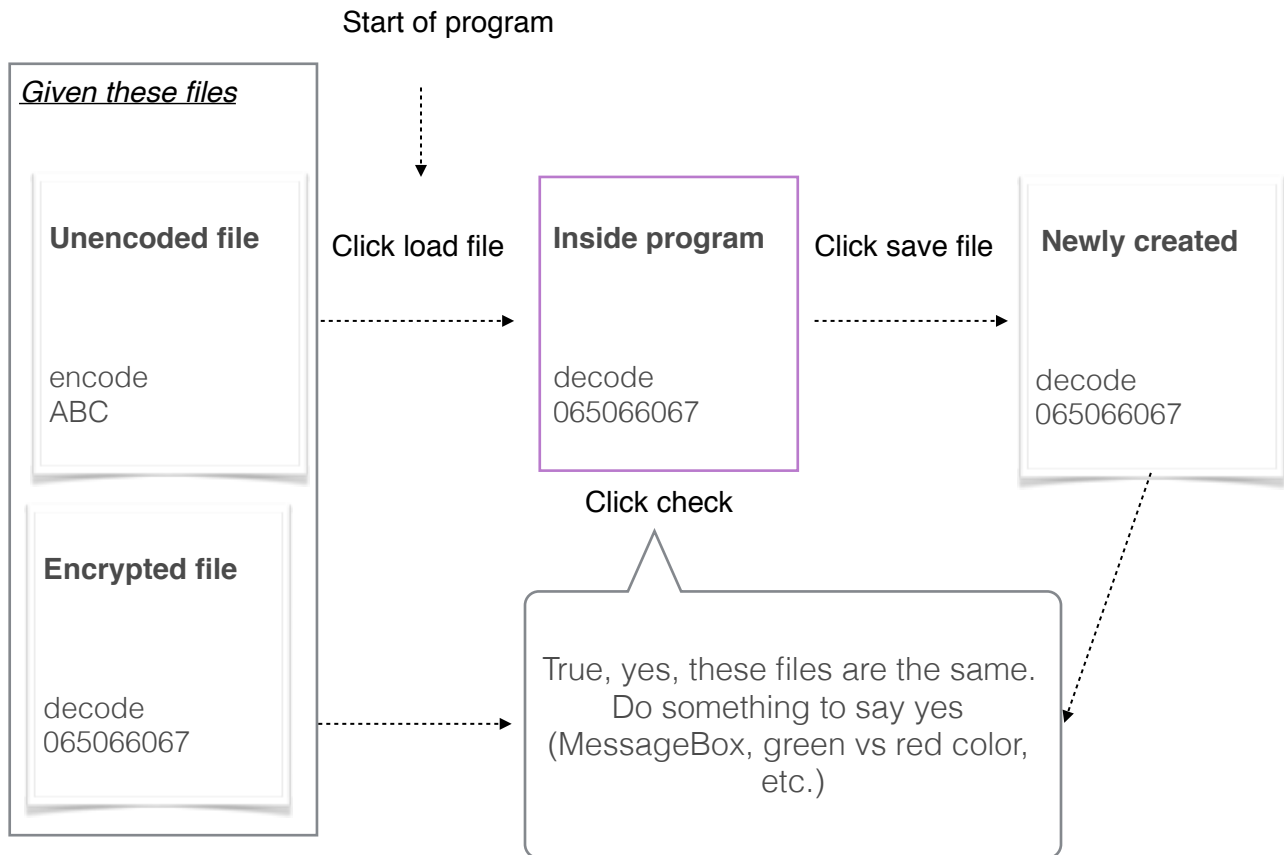 Start of program
Given these files
Unencoded file
encode
ABC
Click load file
Inside program
decode
065066067
Click save file
Newly created
decode
065066067
Click check
Encrypted file
decode
065066067
True, yes, these files are the same.
Do something to say yes
(MessageBox, green vs red color,
etc.)